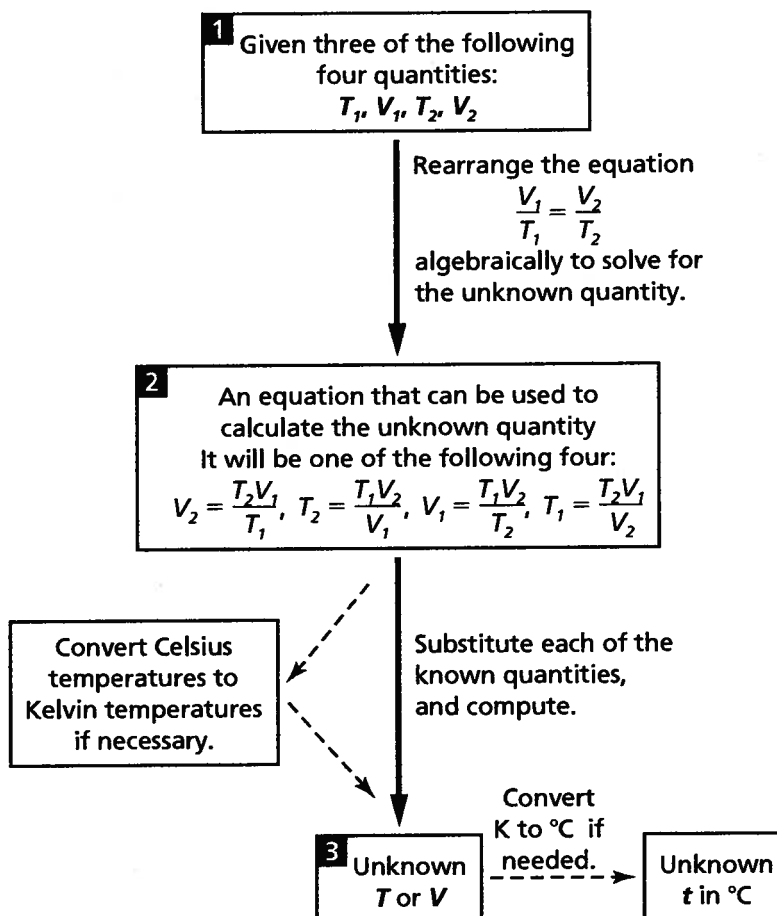 1
Given three of the following
four quantities:
T₁, V₁, T₂, V₂
Rearrange the equation
V₁/T₁ = V₂/T₂
algebraically to solve for
the unknown quantity.
2
An equation that can be used to
calculate the unknown quantity
It will be one of the following four:
V₂ = T₂V₁/T₁, T₂ = T₁V₂/V₁, V₁ = T₁V₂/T₂, T₁ = T₂V₁/V₂
Convert Celsius
temperatures to
Kelvin temperatures
if necessary.
Substitute each of the
known quantities,
and compute.
3
Unknown
T or V
Convert
K to °C if
needed.
Unknown
t in °C